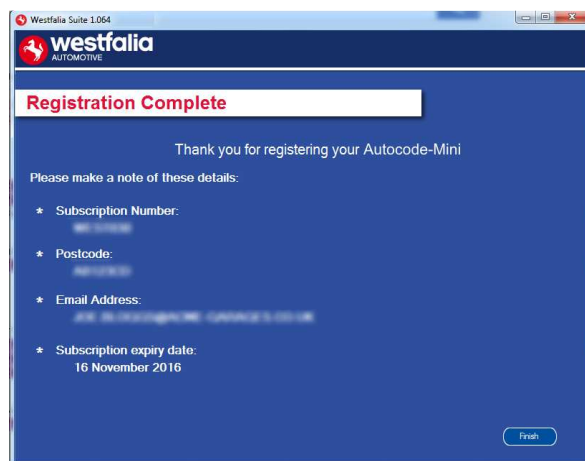 Westfalia Suite 1.064
westfalia
AUTOMOTIVE
Registration Complete
Thank you for registering your Autocode-Mini
Please make a note of these details:
* Subscription Number:
* Postcode:
* Email Address:
* Subscription expiry date:
16 November 2016
Finish